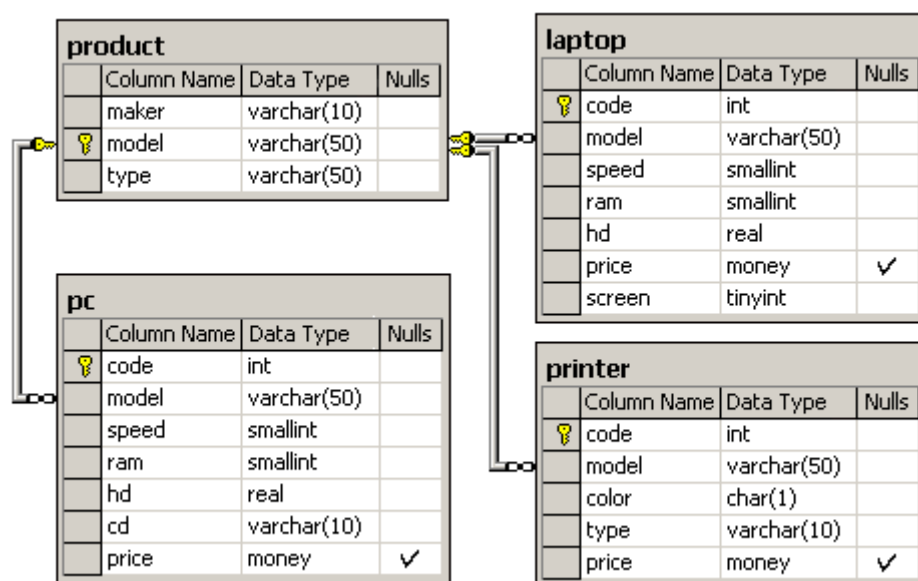 product
Column Name Data Type Nulls
maker varchar(10)
model varchar(50)
type varchar(50)
laptop
Column Name Data Type Nulls
code int
model varchar(50)
speed smallint
ram smallint
hd real
price money ✓
screen tinyint
pc
Column Name Data Type Nulls
code int
model varchar(50)
speed smallint
ram smallint
hd real
cd varchar(10)
price money ✓
printer
Column Name Data Type Nulls
code int
model varchar(50)
color char(1)
type varchar(10)
price money ✓